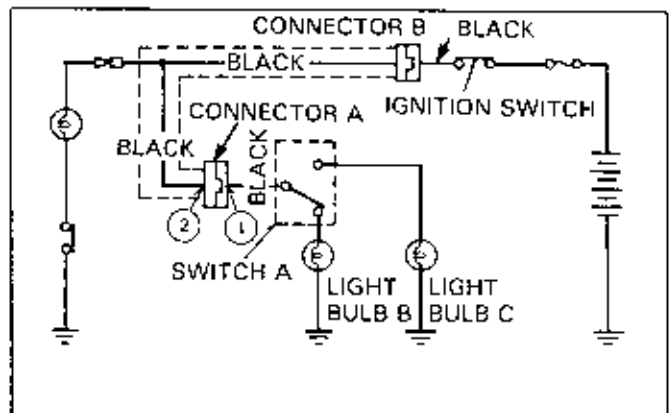 CONNECTOR B
BLACK
BLACK
IGNITION SWITCH
CONNECTOR A
BLACK
BLACK
2
1
SWITCH A
LIGHT
BULB B
LIGHT
BULB C